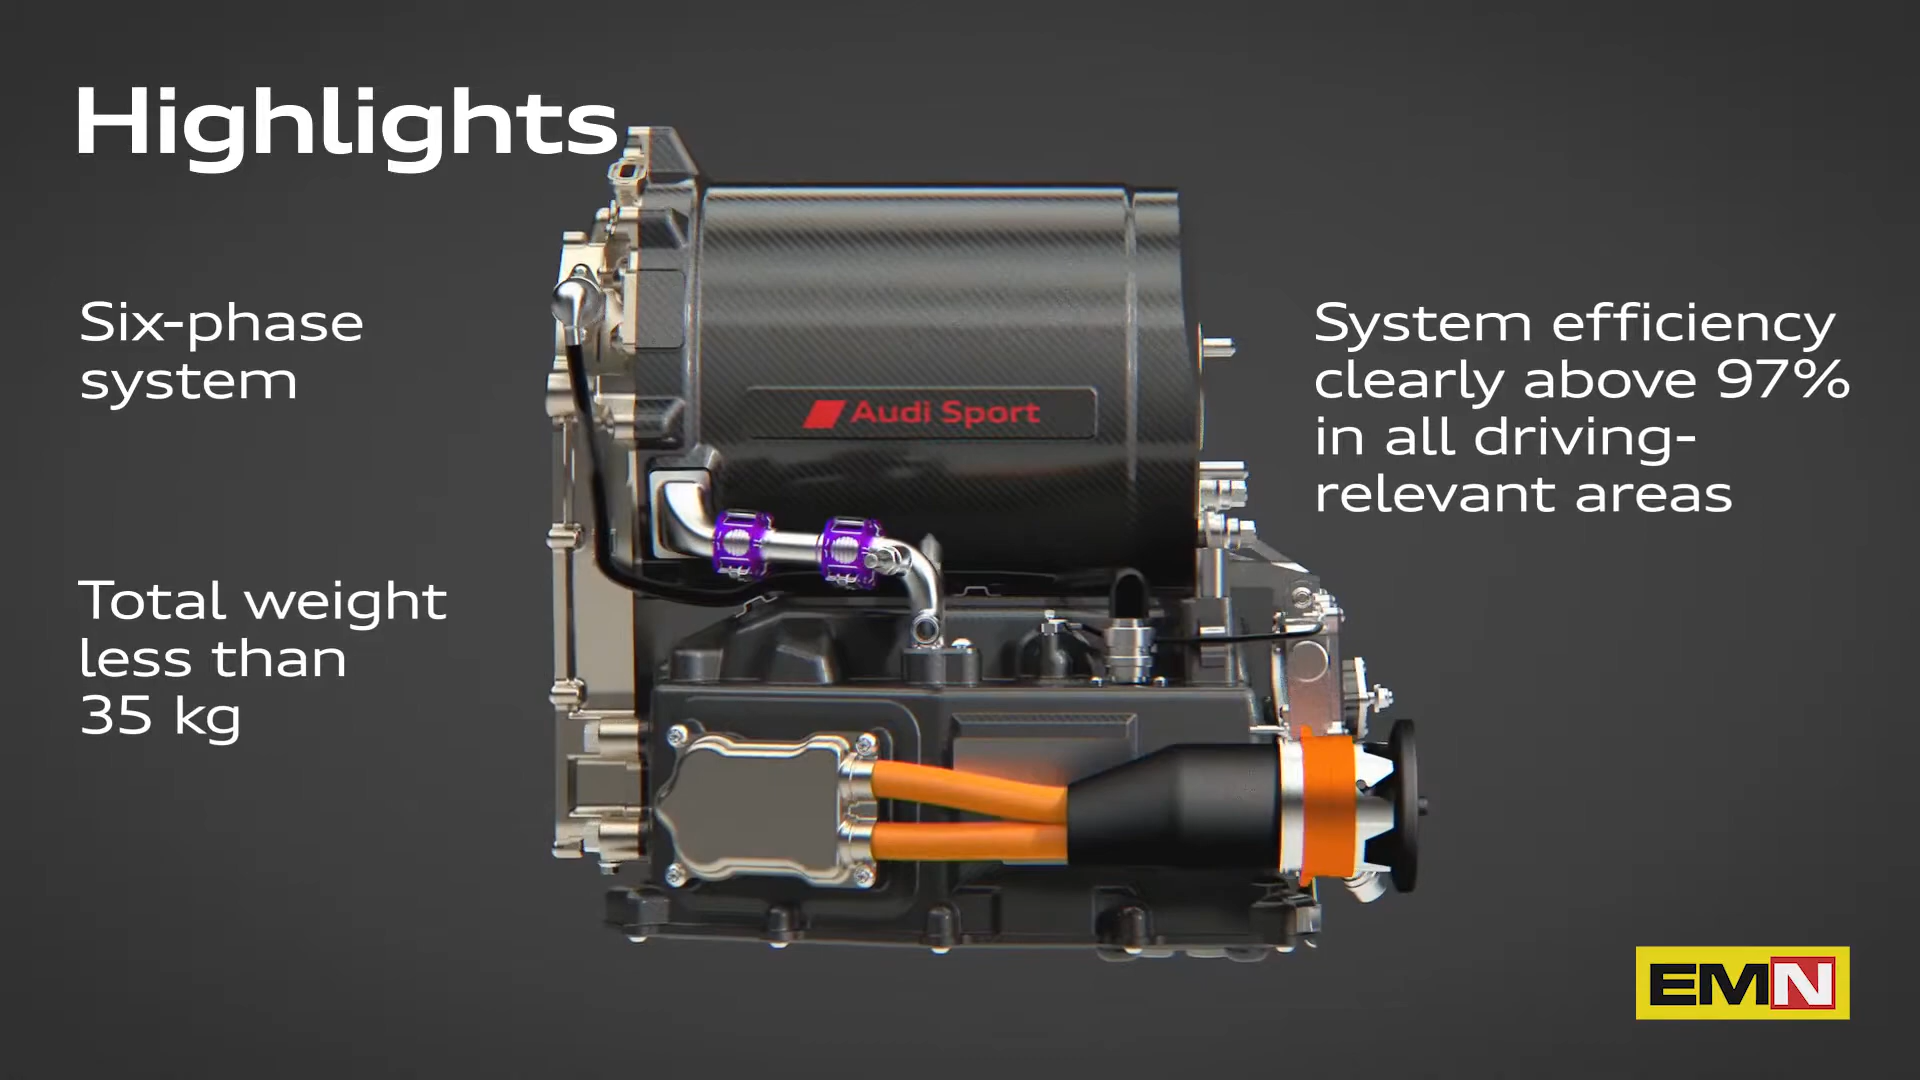 Highlights
Six-phase
system
Total weight
less than
35 kg
Audi Sport
System efficiency
clearly above 97%
in all driving-
relevant areas
EMN